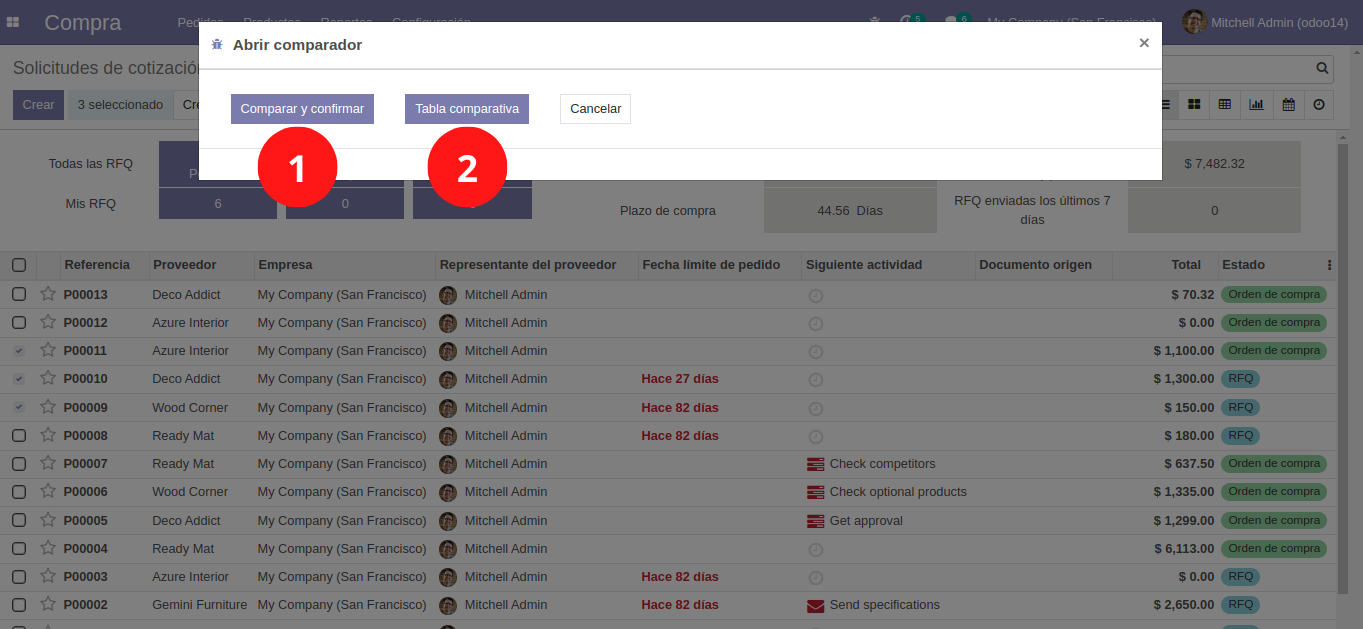 Compra Pedidos Productos Reportes Configuración 5 6 My Company (San Francisco) Mitchell Admin (odoo14)
Abrir comparador ×
Solicitudes de cotización
Crear 3 seleccionado
Comparar y confirmar Tabla comparativa Cancelar
1 2
Todas las RFQ $ 7,482.32
Mis RFQ 6 0
Plazo de compra 44.56 Días RFQ enviadas los últimos 7 días 0
Referencia Proveedor Empresa Representante del proveedor Fecha límite de pedido Siguiente actividad Documento origen Total Estado
P00013 Deco Addict My Company (San Francisco) Mitchell Admin $ 70.32 Orden de compra
P00012 Azure Interior My Company (San Francisco) Mitchell Admin $ 0.00 Orden de compra
P00011 Azure Interior My Company (San Francisco) Mitchell Admin $ 1,100.00 Orden de compra
P00010 Deco Addict My Company (San Francisco) Mitchell Admin Hace 27 días $ 1,300.00 RFQ
P00009 Wood Corner My Company (San Francisco) Mitchell Admin Hace 82 días $ 150.00 RFQ
P00008 Ready Mat My Company (San Francisco) Mitchell Admin Hace 82 días $ 180.00 RFQ
P00007 Ready Mat My Company (San Francisco) Mitchell Admin Check competitors $ 637.50 Orden de compra
P00006 Wood Corner My Company (San Francisco) Mitchell Admin Check optional products $ 1,335.00 Orden de compra
P00005 Deco Addict My Company (San Francisco) Mitchell Admin Get approval $ 1,299.00 Orden de compra
P00004 Ready Mat My Company (San Francisco) Mitchell Admin $ 6,113.00 Orden de compra
P00003 Azure Interior My Company (San Francisco) Mitchell Admin Hace 82 días $ 0.00 RFQ
P00002 Gemini Furniture My Company (San Francisco) Mitchell Admin Hace 82 días Send specifications $ 2,650.00 RFQ